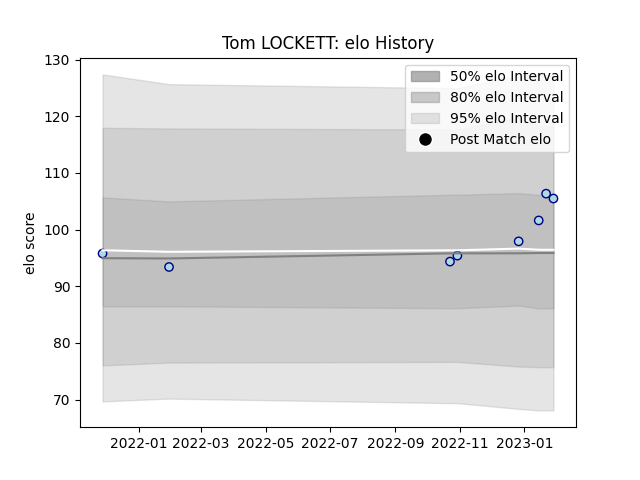 Tom LOCKETT: elo History
130
120
110
100
90
80
70
elo score
50% elo Interval
80% elo Interval
95% elo Interval
Post Match elo
2022-01 2022-03 2022-05 2022-07 2022-09 2022-11 2023-01